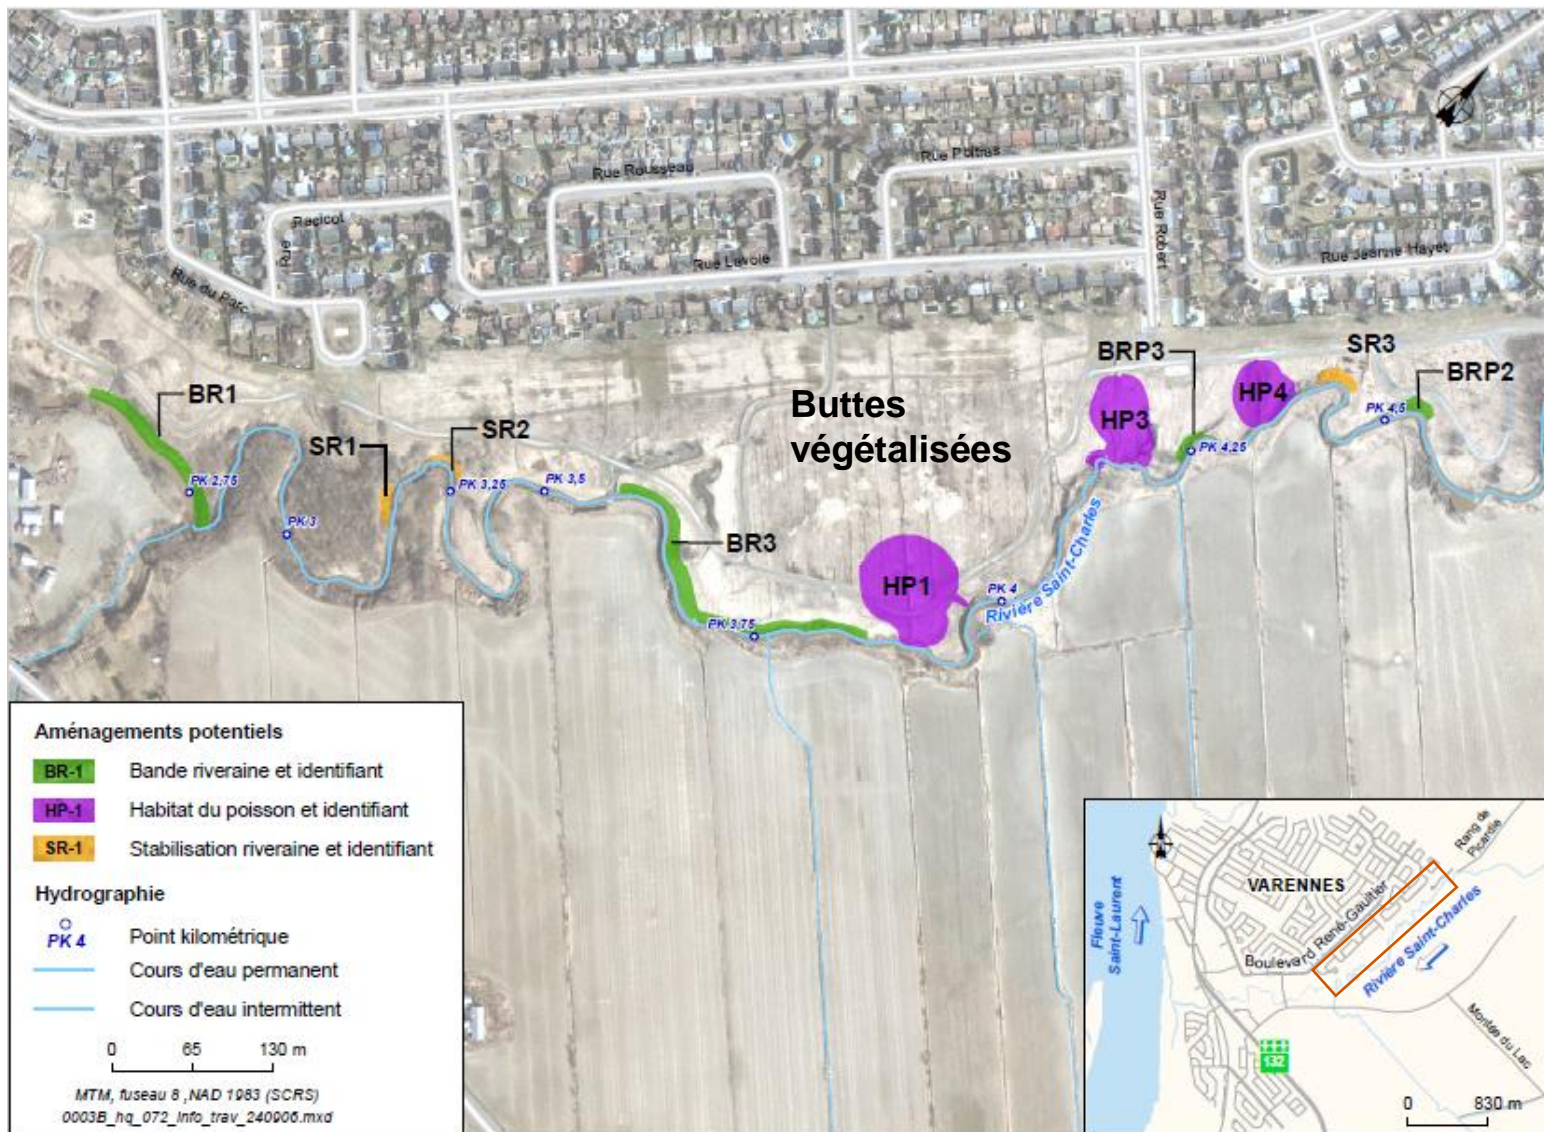 Rue Rousseau
Rue Poitras
Racicot
Rue
Rue Robert
Rue Lavoie
Rue Jeanne Hayet
Rue du Parc
BRP3
SR3
BR1
Buttes
végétalisées
HP3
HP4
BRP2
PK 4,5
SR1
SR2
PK 4,25
PK 2,75
PK 3,25
PK 3,5
PK 3
BR3
HP1
PK 4
Rivière Saint-Charles
PK 3,75
Aménagements potentiels
BR-1 Bande riveraine et identifiant
HP-1 Habitat du poisson et identifiant
SR-1 Stabilisation riveraine et identifiant
Hydrographie
PK 4 Point kilométrique
Cours d'eau permanent
Cours d'eau intermittent
0 65 130 m
MTM, fuseau 8 ,NAD 1983 (SCRS)
0003B_hq_072_info_trav_240906.mxd
Rang de
Picardie
VARENNES
Fleuve
Saint-Laurent
Boulevard René-Gaultier
Rivière Saint-Charles
Montée du Lac
132
0 830 m